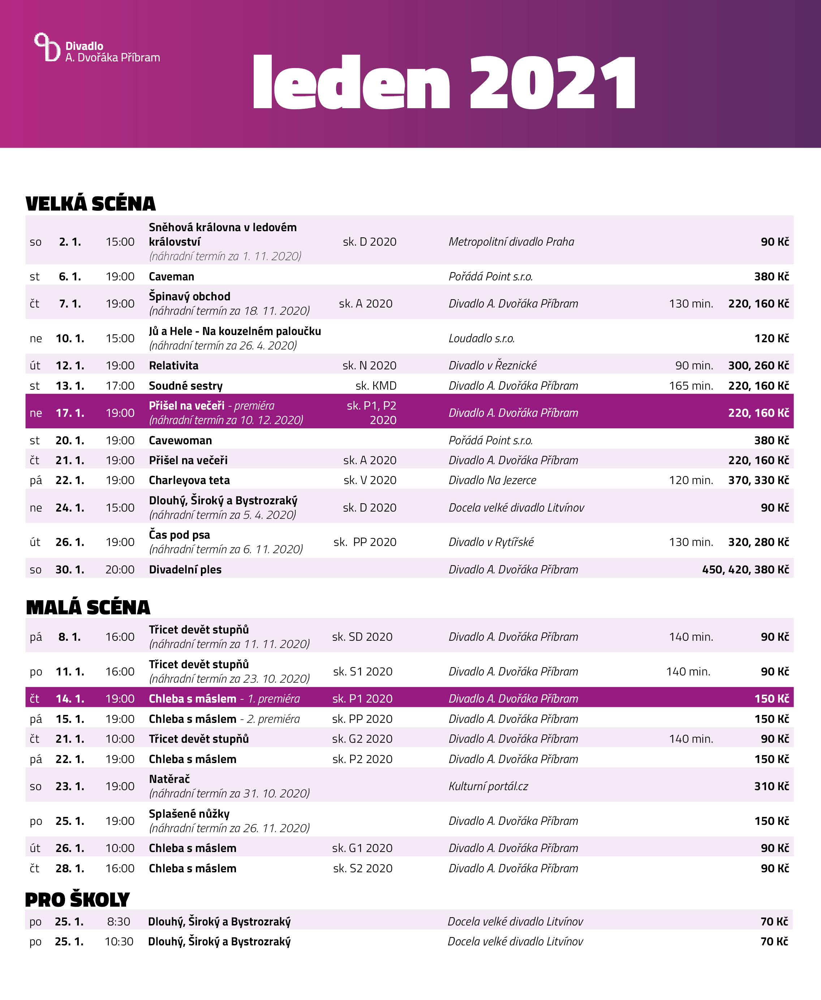 Divadlo
A. Dvořáka Příbram
leden 2021
VELKÁ SCÉNA
so 2. 1. 15:00 Sněhová královna v ledovém království sk. D 2020 Metropolitní divadlo Praha 90 Kč
(náhradní termín za 1. 11. 2020)
st 6. 1. 19:00 Caveman Pořádá Point s.r.o. 380 Kč
čt 7. 1. 19:00 Špinavý obchod sk. A 2020 Divadlo A. Dvořáka Příbram 130 min. 220, 160 Kč
(náhradní termín za 18. 11. 2020)
ne 10. 1. 15:00 Jů a Hele - Na kouzelném paloučku Loudadlo s.r.o. 120 Kč
(náhradní termín za 26. 4. 2020)
út 12. 1. 19:00 Relativita sk. N 2020 Divadlo v Řeznické 90 min. 300, 260 Kč
st 13. 1. 17:00 Soudné sestry sk. KMD Divadlo A. Dvořáka Příbram 165 min. 220, 160 Kč
ne 17. 1. 19:00 Přišel na večeři - premiéra sk. P1, P2 2020 Divadlo A. Dvořáka Příbram 220, 160 Kč
(náhradní termín za 10. 12. 2020)
st 20. 1. 19:00 Cavewoman Pořádá Point s.r.o. 380 Kč
čt 21. 1. 19:00 Přišel na večeři sk. A 2020 Divadlo A. Dvořáka Příbram 220, 160 Kč
pá 22. 1. 19:00 Charleyova teta sk. V 2020 Divadlo Na Jezerce 120 min. 370, 330 Kč
ne 24. 1. 15:00 Dlouhý, Široký a Bystrozraký sk. D 2020 Docela velké divadlo Litvínov 90 Kč
(náhradní termín za 5. 4. 2020)
út 26. 1. 19:00 Čas pod psa sk. PP 2020 Divadlo v Rytířské 130 min. 320, 280 Kč
(náhradní termín za 6. 11. 2020)
so 30. 1. 20:00 Divadelní ples Divadlo A. Dvořáka Příbram 450, 420, 380 Kč
MALÁ SCÉNA
pá 8. 1. 16:00 Třicet devět stupňů sk. SD 2020 Divadlo A. Dvořáka Příbram 140 min. 90 Kč
(náhradní termín za 11. 11. 2020)
po 11. 1. 16:00 Třicet devět stupňů sk. S1 2020 Divadlo A. Dvořáka Příbram 140 min. 90 Kč
(náhradní termín za 23. 10. 2020)
čt 14. 1. 19:00 Chleba s máslem - 1. premiéra sk. P1 2020 Divadlo A. Dvořáka Příbram 150 Kč
pá 15. 1. 19:00 Chleba s máslem - 2. premiéra sk. PP 2020 Divadlo A. Dvořáka Příbram 150 Kč
čt 21. 1. 10:00 Třicet devět stupňů sk. G2 2020 Divadlo A. Dvořáka Příbram 140 min. 90 Kč
pá 22. 1. 19:00 Chleba s máslem sk. P2 2020 Divadlo A. Dvořáka Příbram 150 Kč
so 23. 1. 19:00 Natěrač Kulturní portál.cz 310 Kč
(náhradní termín za 31. 10. 2020)
po 25. 1. 19:00 Splašené nůžky Divadlo A. Dvořáka Příbram 150 Kč
(náhradní termín za 26. 11. 2020)
út 26. 1. 10:00 Chleba s máslem sk. G1 2020 Divadlo A. Dvořáka Příbram 90 Kč
čt 28. 1. 16:00 Chleba s máslem sk. S2 2020 Divadlo A. Dvořáka Příbram 90 Kč
PRO ŠKOLY
po 25. 1. 8:30 Dlouhý, Široký a Bystrozraký Docela velké divadlo Litvínov 70 Kč
po 25. 1. 10:30 Dlouhý, Široký a Bystrozraký Docela velké divadlo Litvínov 70 Kč